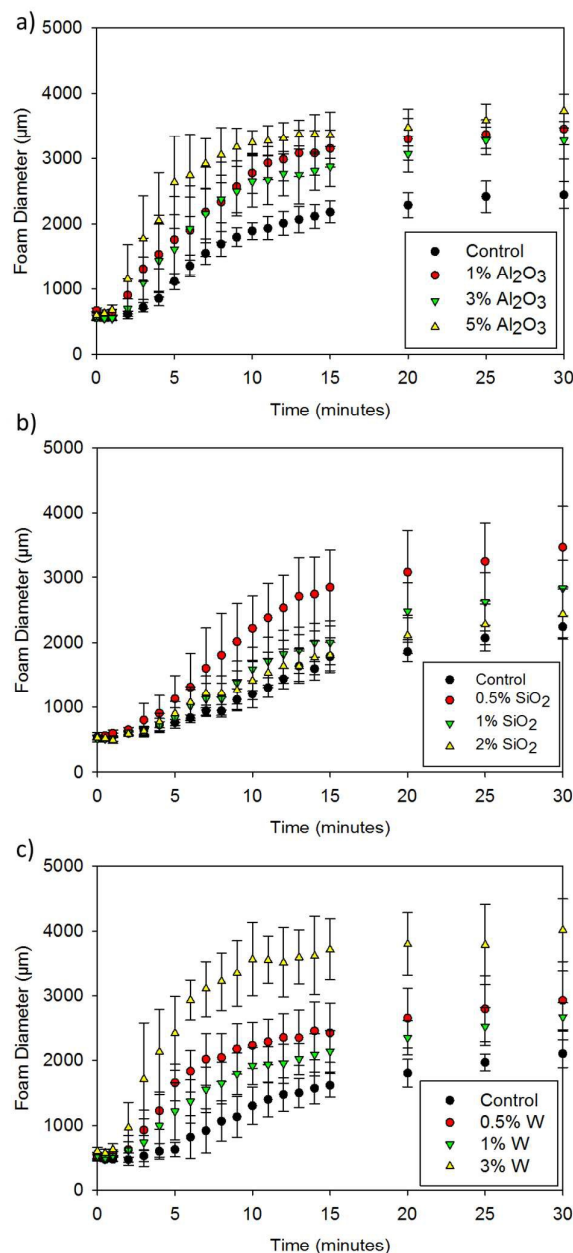 a)
5000
4000
3000
2000
1000
0
Foam Diameter (µm)
Control
1% Al₂O₃
3% Al₂O₃
5% Al₂O₃
0 5 10 15 20 25 30
Time (minutes)
b)
5000
4000
3000
2000
1000
0
Foam Diameter (µm)
Control
0.5% SiO₂
1% SiO₂
2% SiO₂
0 5 10 15 20 25 30
Time (minutes)
c)
5000
4000
3000
2000
1000
0
Foam Diameter (µm)
Control
0.5% W
1% W
3% W
0 5 10 15 20 25 30
Time (minutes)